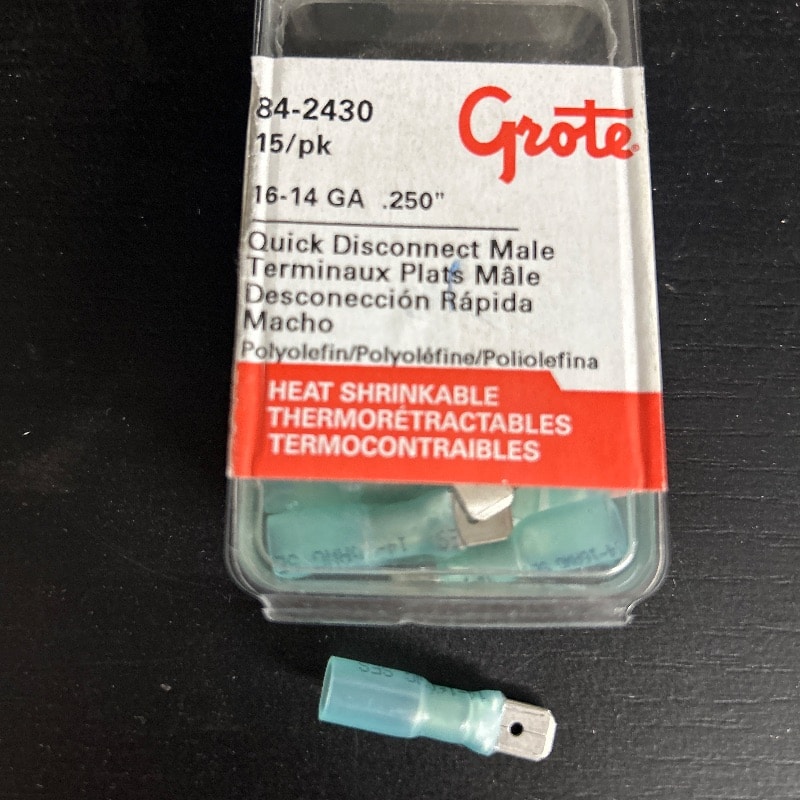 84-2430
Grote
15/pk
16-14 GA .250"
Quick Disconnect Male
Terminaux Plats Mâle
Desconección Rápida
Macho
Polyolefin/Polyoléfine/Poliolefina
HEAT SHRINKABLE
THERMORÉTRACTABLES
TERMOCONTRAIBLES